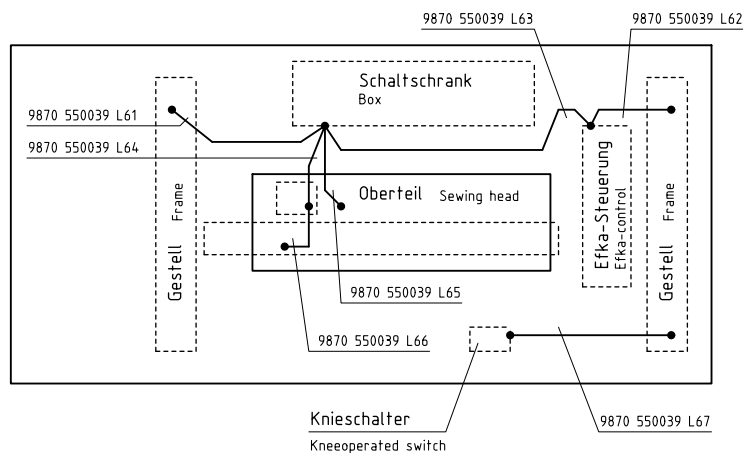 9870 550039 L63
9870 550039 L62
Schaltschrank
Box
9870 550039 L61
9870 550039 L64
Oberteil Sewing head
Gestell Frame
Efka-Steuerung
Efka-control
Gestell Frame
9870 550039 L65
9870 550039 L66
Knieschalter
Kneeoperated switch
9870 550039 L67